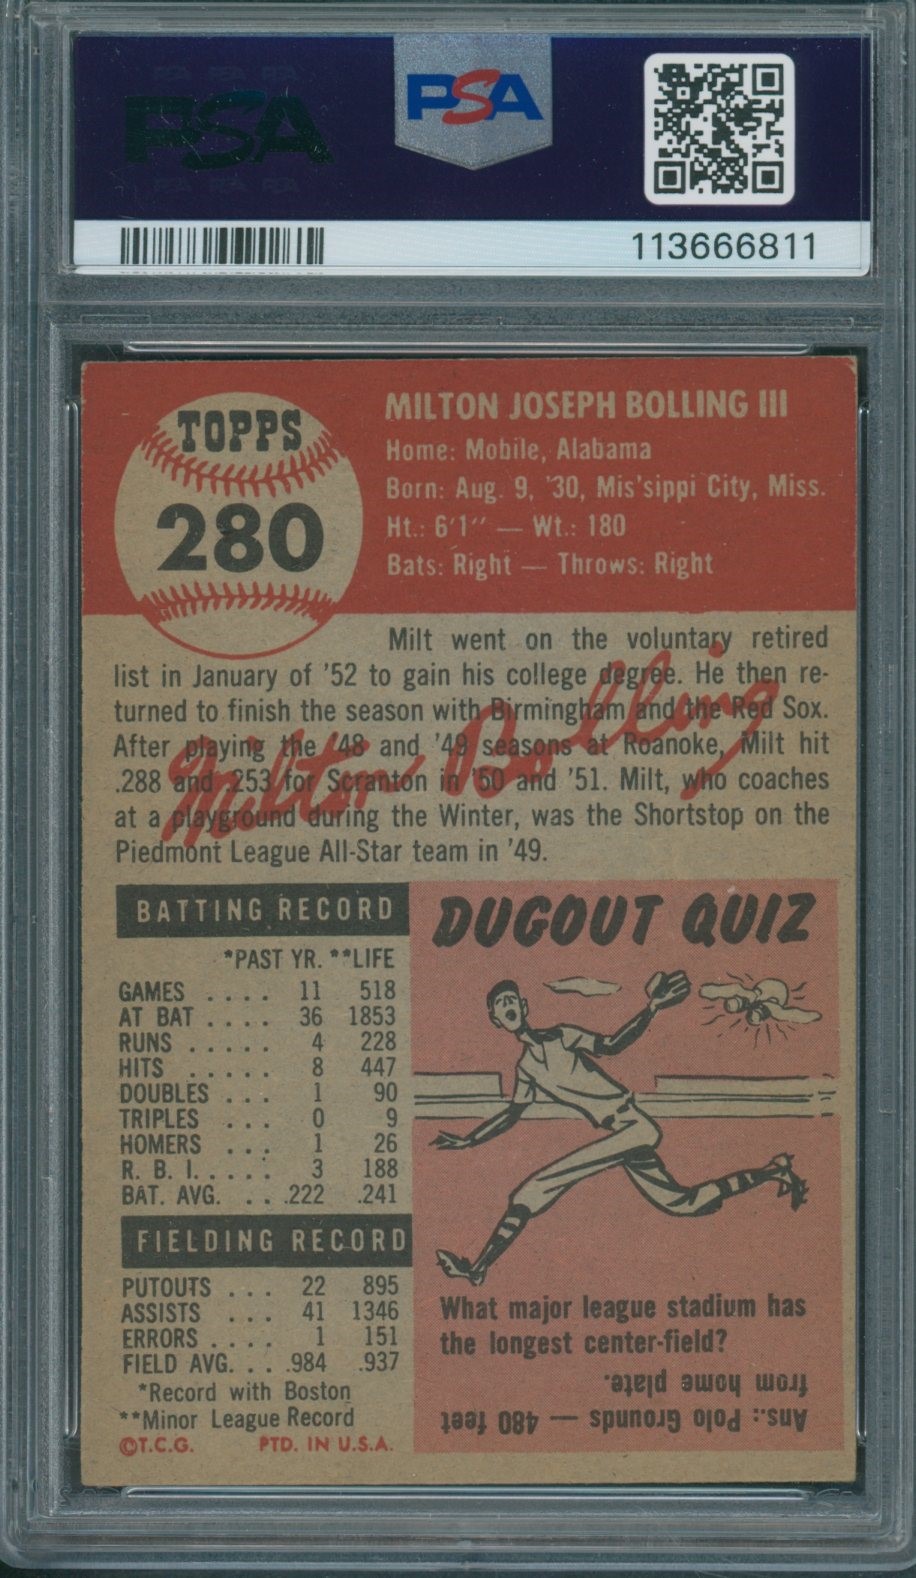 PSA PSA PSA
PSA
PSA
PSA PSA PSA
113666811
TOPPS
280
MILTON JOSEPH BOLLING III
Home: Mobile, Alabama
Born: Aug. 9, '30, Mis'sippi City, Miss.
Ht.: 6'1" — Wt.: 180
Bats: Right — Throws: Right
Milt went on the voluntary retired
list in January of '52 to gain his college degree. He then re-
turned to finish the season with Birmingham and the Red Sox.
After playing the '48 and '49 seasons at Roanoke, Milt hit
.288 and .253 for Scranton in '50 and '51. Milt, who coaches
at a playground during the Winter, was the Shortstop on the
Piedmont League All-Star team in '49.
Milton Bolling
BATTING RECORD
*PAST YR. **LIFE
GAMES .... 11 518
AT BAT .... 36 1853
RUNS ..... 4 228
HITS ..... 8 447
DOUBLES ... 1 90
TRIPLES ... 0 9
HOMERS ... 1 26
R. B. I. .... 3 188
BAT. AVG. .. .222 .241
FIELDING RECORD
PUTOUTS ... 22 895
ASSISTS ... 41 1346
ERRORS .... 1 151
FIELD AVG. .. .984 .937
*Record with Boston
**Minor League Record
©T.C.G. PTD. IN U.S.A.
DUGOUT QUIZ
What major league stadium has
the longest center-field?
Ans.: Polo Grounds — 480 feet
from home plate.